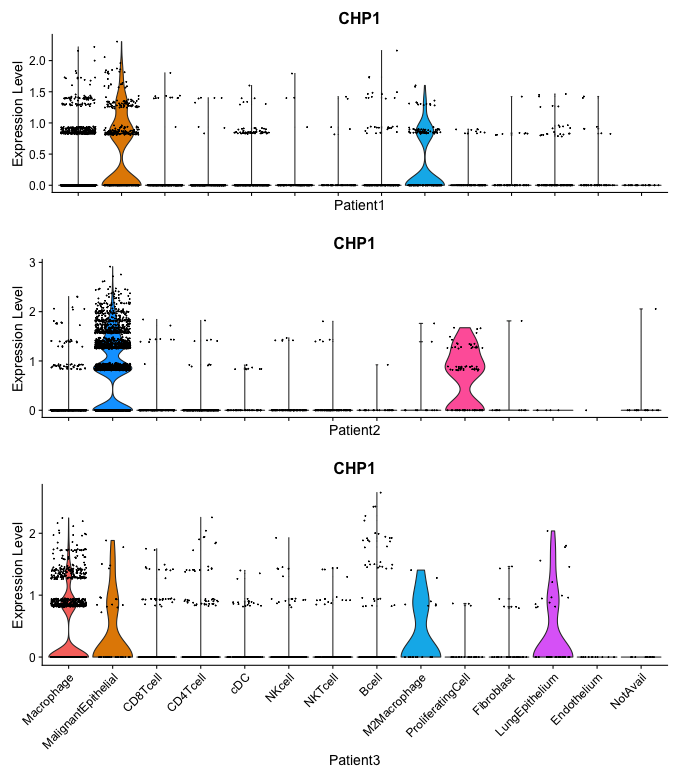 CHP1
Expression Level
2.0
1.5
1.0
0.5
0.0
Patient1
CHP1
Expression Level
3
2
1
0
Patient2
CHP1
Expression Level
2
1
0
Macrophage
MalignantEpithelial
CD8Tcell
CD4Tcell
cDC
NKcell
NKTcell
Bcell
M2Macrophage
ProliferatingCell
Fibroblast
LungEpithelium
Endothelium
NotAvail
Patient3